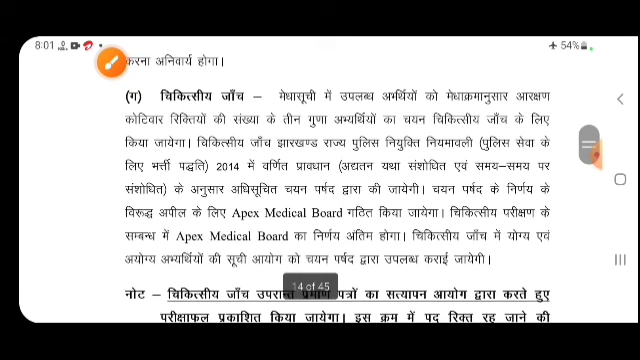 8:01
54%
करना अनिवार्य होगा।
(ग) चिकित्सीय जाँच – मेधासूची में उपलब्ध अभर्थियों को मेधाक्रमानुसार आरक्षण
कोटिवार रिक्तियों की संख्या के तीन गुणा अभ्यर्थियों का चयन चिकित्सीय जाँच के लिए
किया जायेगा। चिकित्सीय जाँच झारखण्ड राज्य पुलिस नियुक्ति नियमावली (पुलिस सेवा के
लिए भर्त्ती पद्धति) 2014 में वर्णित प्रावधान (अद्यतन यथा संशोधित एवं समय–समय पर
संशोधित) के अनुसार अधिसूचित चयन पर्षद द्वारा की जायेगी। चयन पर्षद के निर्णय के
विरूद्ध अपील के लिए Apex Medical Board गठित किया जायेगा। चिकित्सीय परीक्षण के
सम्बन्ध में Apex Medical Board का निर्णय अंतिम होगा। चिकित्सीय जाँच में योग्य एवं
अयोग्य अभ्यर्थियों की सूची आयोग को चयन पर्षद द्वारा उपलब्ध कराई जायेगी।
14 of 45
नोट – चिकित्सीय जाँच उपरान्त प्रमाण पत्रों का सत्यापन आयोग द्वारा करते हुए
परीक्षाफल प्रकाशित किया जायेगा। इस क्रम में पद रिक्त रह जाने की